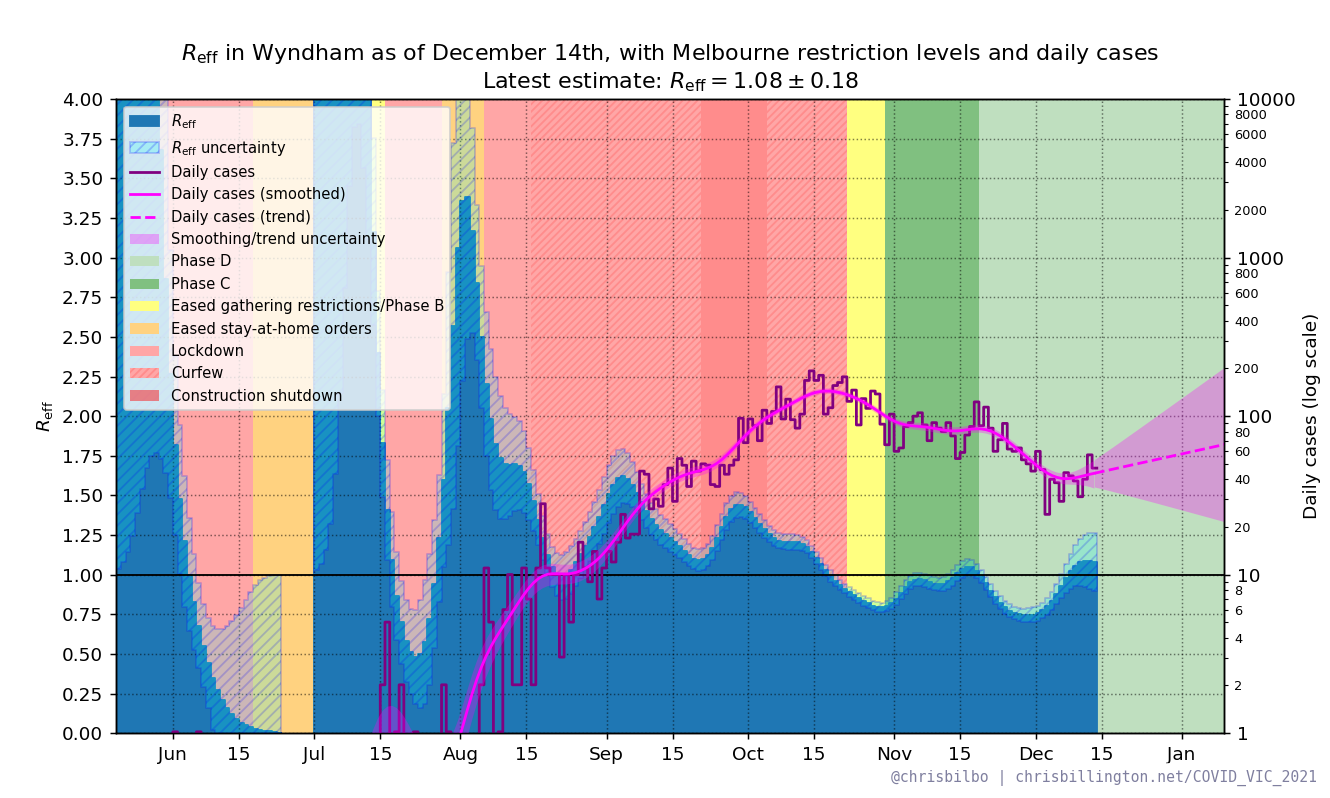 R_eff in Wyndham as of December 14th, with Melbourne restriction levels and daily cases
Latest estimate: R_eff = 1.08 ± 0.18
R_eff
R_eff uncertainty
Daily cases
Daily cases (smoothed)
Daily cases (trend)
Smoothing/trend uncertainty
Phase D
Phase C
Eased gathering restrictions/Phase B
Eased stay-at-home orders
Lockdown
Curfew
Construction shutdown
R_eff
4.00
3.75
3.50
3.25
3.00
2.75
2.50
2.25
2.00
1.75
1.50
1.25
1.00
0.75
0.50
0.25
0.00
Jun 15 Jul 15 Aug 15 Sep 15 Oct 15 Nov 15 Dec 15 Jan
10000
8000
6000
4000
2000
1000
800
600
400
200
100
80
60
40
20
10
8
6
4
2
1
Daily cases (log scale)
@chrisbilbo | chrisbillington.net/COVID_VIC_2021